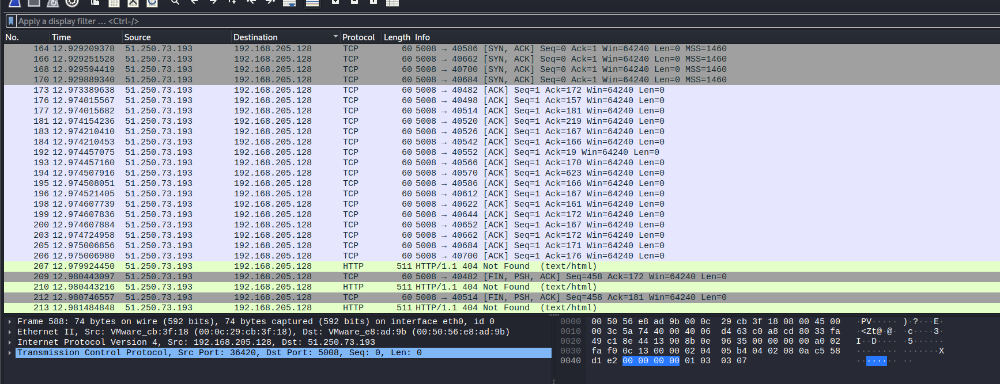 Apply a display filter … <Ctrl-/>
No. Time Source Destination Protocol Length Info
164 12.929209378 51.250.73.193 192.168.205.128 TCP 60 5008 → 40586 [SYN, ACK] Seq=0 Ack=1 Win=64240 Len=0 MSS=1460
166 12.929251528 51.250.73.193 192.168.205.128 TCP 60 5008 → 40662 [SYN, ACK] Seq=0 Ack=1 Win=64240 Len=0 MSS=1460
168 12.929594419 51.250.73.193 192.168.205.128 TCP 60 5008 → 40700 [SYN, ACK] Seq=0 Ack=1 Win=64240 Len=0 MSS=1460
170 12.929889340 51.250.73.193 192.168.205.128 TCP 60 5008 → 40684 [SYN, ACK] Seq=0 Ack=1 Win=64240 Len=0 MSS=1460
173 12.973389638 51.250.73.193 192.168.205.128 TCP 60 5008 → 40482 [ACK] Seq=1 Ack=172 Win=64240 Len=0
176 12.974015567 51.250.73.193 192.168.205.128 TCP 60 5008 → 40498 [ACK] Seq=1 Ack=157 Win=64240 Len=0
177 12.974015682 51.250.73.193 192.168.205.128 TCP 60 5008 → 40514 [ACK] Seq=1 Ack=181 Win=64240 Len=0
181 12.974154236 51.250.73.193 192.168.205.128 TCP 60 5008 → 40520 [ACK] Seq=1 Ack=219 Win=64240 Len=0
183 12.974210410 51.250.73.193 192.168.205.128 TCP 60 5008 → 40526 [ACK] Seq=1 Ack=167 Win=64240 Len=0
184 12.974210453 51.250.73.193 192.168.205.128 TCP 60 5008 → 40542 [ACK] Seq=1 Ack=166 Win=64240 Len=0
192 12.974457075 51.250.73.193 192.168.205.128 TCP 60 5008 → 40552 [ACK] Seq=1 Ack=19 Win=64240 Len=0
193 12.974457160 51.250.73.193 192.168.205.128 TCP 60 5008 → 40566 [ACK] Seq=1 Ack=170 Win=64240 Len=0
194 12.974507916 51.250.73.193 192.168.205.128 TCP 60 5008 → 40570 [ACK] Seq=1 Ack=623 Win=64240 Len=0
195 12.974508051 51.250.73.193 192.168.205.128 TCP 60 5008 → 40586 [ACK] Seq=1 Ack=166 Win=64240 Len=0
196 12.974521405 51.250.73.193 192.168.205.128 TCP 60 5008 → 40612 [ACK] Seq=1 Ack=167 Win=64240 Len=0
198 12.974607739 51.250.73.193 192.168.205.128 TCP 60 5008 → 40622 [ACK] Seq=1 Ack=161 Win=64240 Len=0
199 12.974607836 51.250.73.193 192.168.205.128 TCP 60 5008 → 40644 [ACK] Seq=1 Ack=172 Win=64240 Len=0
200 12.974607884 51.250.73.193 192.168.205.128 TCP 60 5008 → 40652 [ACK] Seq=1 Ack=167 Win=64240 Len=0
203 12.974724958 51.250.73.193 192.168.205.128 TCP 60 5008 → 40662 [ACK] Seq=1 Ack=172 Win=64240 Len=0
205 12.975006856 51.250.73.193 192.168.205.128 TCP 60 5008 → 40684 [ACK] Seq=1 Ack=171 Win=64240 Len=0
206 12.975006980 51.250.73.193 192.168.205.128 TCP 60 5008 → 40700 [ACK] Seq=1 Ack=176 Win=64240 Len=0
207 12.979924450 51.250.73.193 192.168.205.128 HTTP 511 HTTP/1.1 404 Not Found (text/html)
209 12.980443097 51.250.73.193 192.168.205.128 TCP 60 5008 → 40482 [FIN, PSH, ACK] Seq=458 Ack=172 Win=64240 Len=0
210 12.980443216 51.250.73.193 192.168.205.128 HTTP 511 HTTP/1.1 404 Not Found (text/html)
212 12.980746557 51.250.73.193 192.168.205.128 TCP 60 5008 → 40514 [FIN, PSH, ACK] Seq=458 Ack=181 Win=64240 Len=0
213 12.981484848 51.250.73.193 192.168.205.128 HTTP 511 HTTP/1.1 404 Not Found (text/html)
Frame 588: 74 bytes on wire (592 bits), 74 bytes captured (592 bits) on interface eth0, id 0
Ethernet II, Src: VMware_cb:3f:18 (00:0c:29:cb:3f:18), Dst: VMware_e8:ad:9b (00:50:56:e8:ad:9b)
Internet Protocol Version 4, Src: 192.168.205.128, Dst: 51.250.73.193
Transmission Control Protocol, Src Port: 36420, Dst Port: 5008, Seq: 0, Len: 0
0000 00 50 56 e8 ad 9b 00 0c 29 cb 3f 18 08 00 45 00 ·PV·····)·?···E·
0010 00 3c 5a 74 40 00 40 06 d4 63 c0 a8 cd 80 33 fa ·<Zt@·@··c····3·
0020 49 c1 8e 44 13 90 8b 0e 96 35 00 00 00 00 a0 02 I··D·····5······
0030 fa f0 0c 13 00 00 02 04 05 b4 04 02 08 0a c5 58 ···············X
0040 d1 e2 00 00 00 00 01 03 03 07 ··········